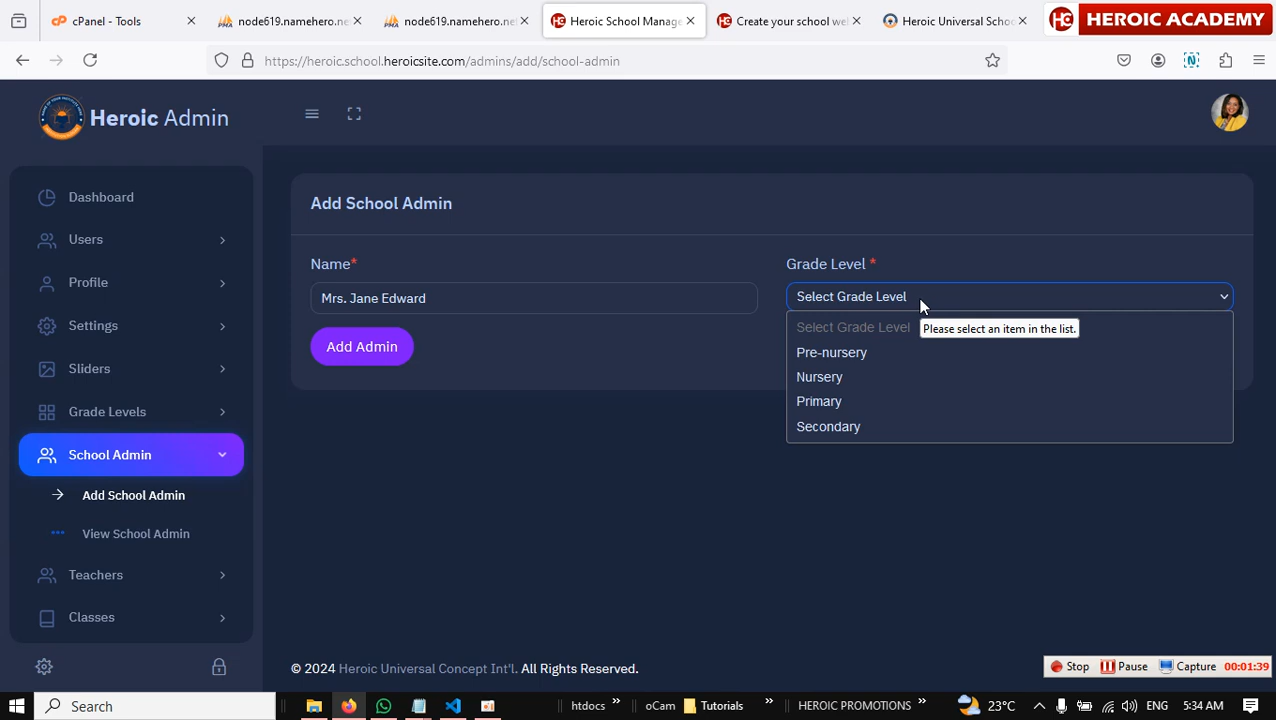 cPanel - Tools
node619.namehero.ne
node619.namehero.ne
Heroic School Manage
Create your school we
Heroic Universal Schoo
HEROIC ACADEMY
https://heroic.school.heroicsite.com/admins/add/school-admin
Heroic Admin
Dashboard
Add School Admin
Users
Name*
Grade Level *
Profile
Mrs. Jane Edward
Select Grade Level
Settings
Select Grade Level
Please select an item in the list.
Add Admin
Pre-nursery
Sliders
Nursery
Grade Levels
Primary
Secondary
School Admin
Add School Admin
View School Admin
Teachers
Classes
© 2024 Heroic Universal Concept Int'l. All Rights Reserved.
Stop
Pause
Capture
00:01:39
Search
htdocs
oCam
Tutorials
HEROIC PROMOTIONS
23°C
ENG
5:34 AM